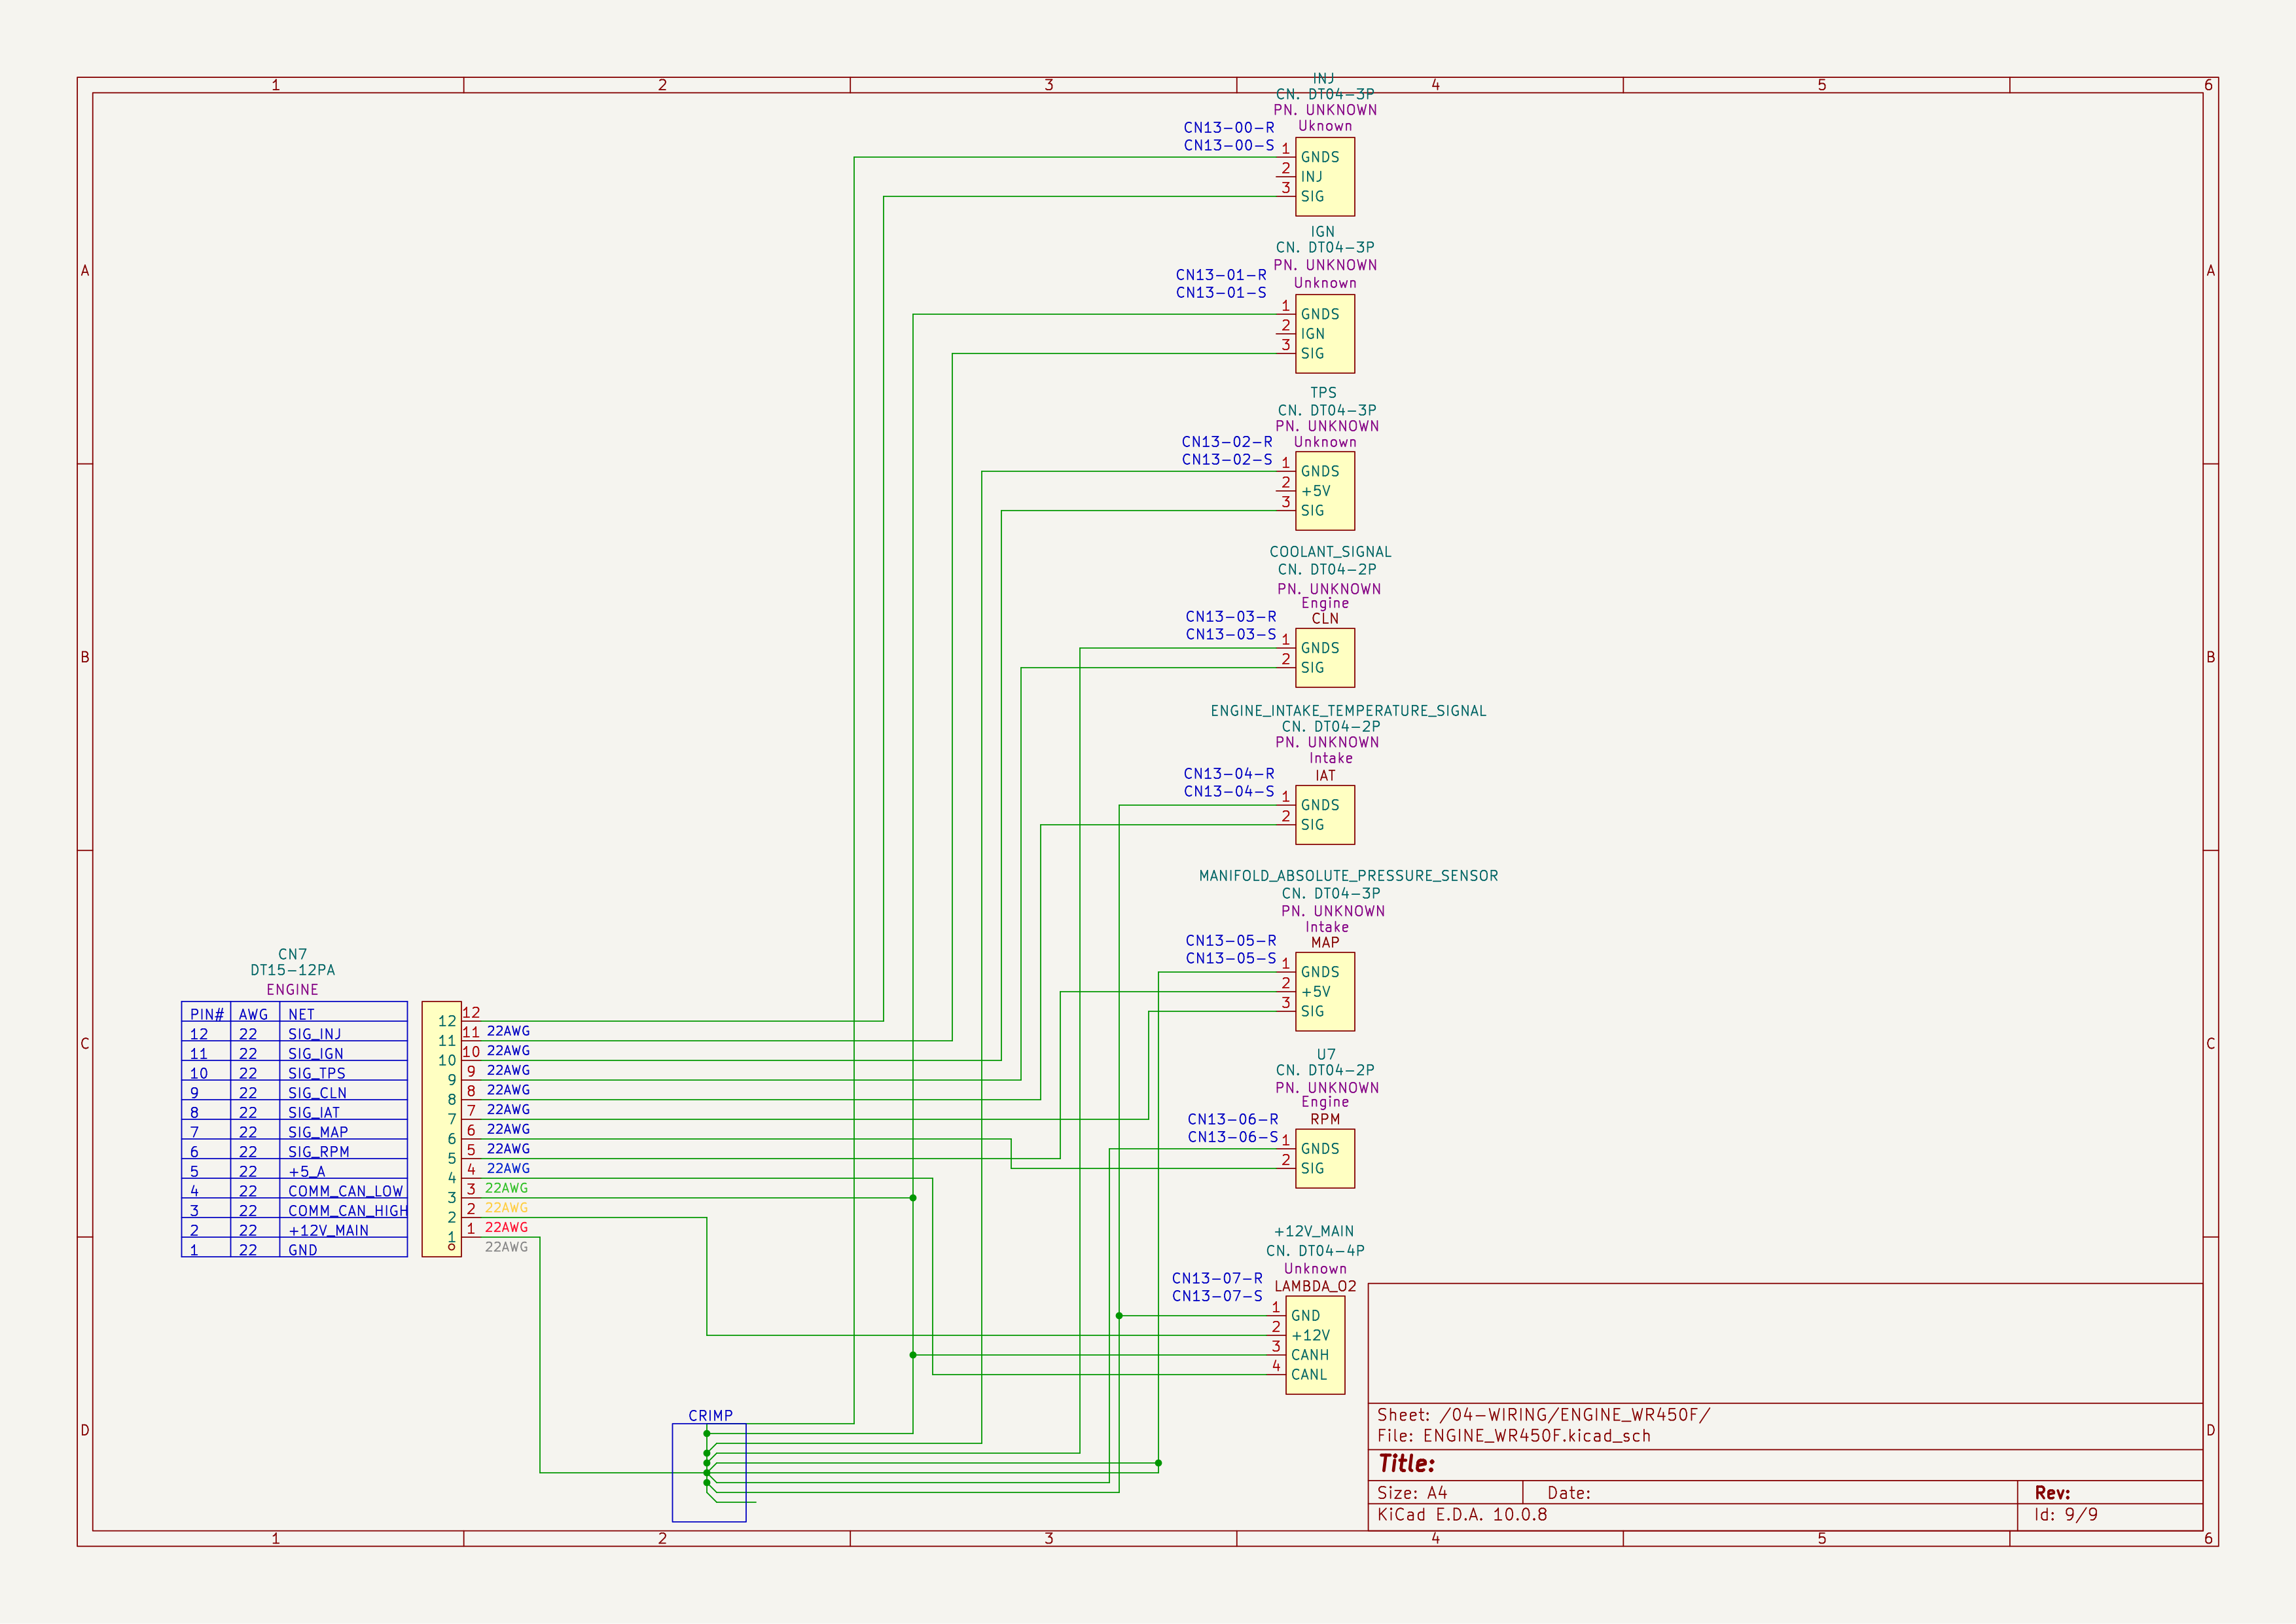 1 2 3 4 5 6
INJ
CN. DT04-3P
PN. UNKNOWN
Uknown
CN13-00-R
CN13-00-S
1 GNDS
2 INJ
3 SIG
IGN
CN. DT04-3P
PN. UNKNOWN
Unknown
CN13-01-R
CN13-01-S
1 GNDS
2 IGN
3 SIG
A A
TPS
CN. DT04-3P
PN. UNKNOWN
Unknown
CN13-02-R
CN13-02-S
1 GNDS
2 +5V
3 SIG
COOLANT_SIGNAL
CN. DT04-2P
PN. UNKNOWN
Engine
CLN
CN13-03-R
CN13-03-S
1 GNDS
2 SIG
B B
ENGINE_INTAKE_TEMPERATURE_SIGNAL
CN. DT04-2P
PN. UNKNOWN
Intake
IAT
CN13-04-R
CN13-04-S
1 GNDS
2 SIG
MANIFOLD_ABSOLUTE_PRESSURE_SENSOR
CN. DT04-3P
PN. UNKNOWN
Intake
MAP
CN13-05-R
CN13-05-S
1 GNDS
2 +5V
3 SIG
C C
U7
CN. DT04-2P
PN. UNKNOWN
Engine
RPM
CN13-06-R
CN13-06-S
1 GNDS
2 SIG
+12V_MAIN
CN. DT04-4P
Unknown
LAMBDA_O2
CN13-07-R
CN13-07-S
1 GND
2 +12V
3 CANH
4 CANL
CN7
DT15-12PA
ENGINE
PIN# AWG NET
12 22 SIG_INJ
11 22 SIG_IGN
10 22 SIG_TPS
9 22 SIG_CLN
8 22 SIG_IAT
7 22 SIG_MAP
6 22 SIG_RPM
5 22 +5_A
4 22 COMM_CAN_LOW
3 22 COMM_CAN_HIGH
2 22 +12V_MAIN
1 22 GND
12 12 22AWG
11 11 22AWG
10 10 22AWG
9 9 22AWG
8 8 22AWG
7 7 22AWG
6 6 22AWG
5 5 22AWG
4 4 22AWG
3 3 22AWG
2 2 22AWG
1 1 22AWG
CRIMP
D D
Sheet: /04-WIRING/ENGINE_WR450F/
File: ENGINE_WR450F.kicad_sch
Title:
Size: A4 Date: Rev:
KiCad E.D.A. 10.0.8 Id: 9/9
1 2 3 4 5 6